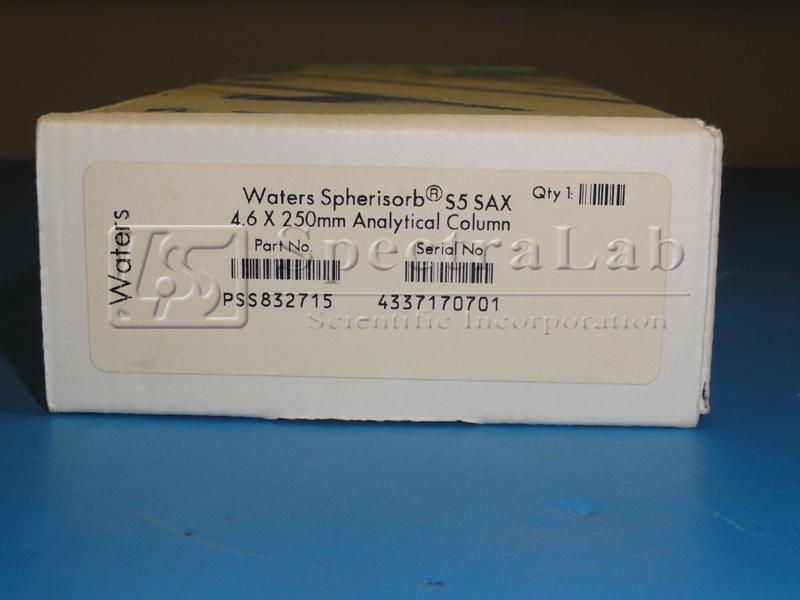 Waters
Waters Spherisorb® S5 SAX
Qty 1:
4.6 X 250mm Analytical Column
Part No.
Serial No.
PSS832715
4337170701
SpectraLab
Scientific Incorporation